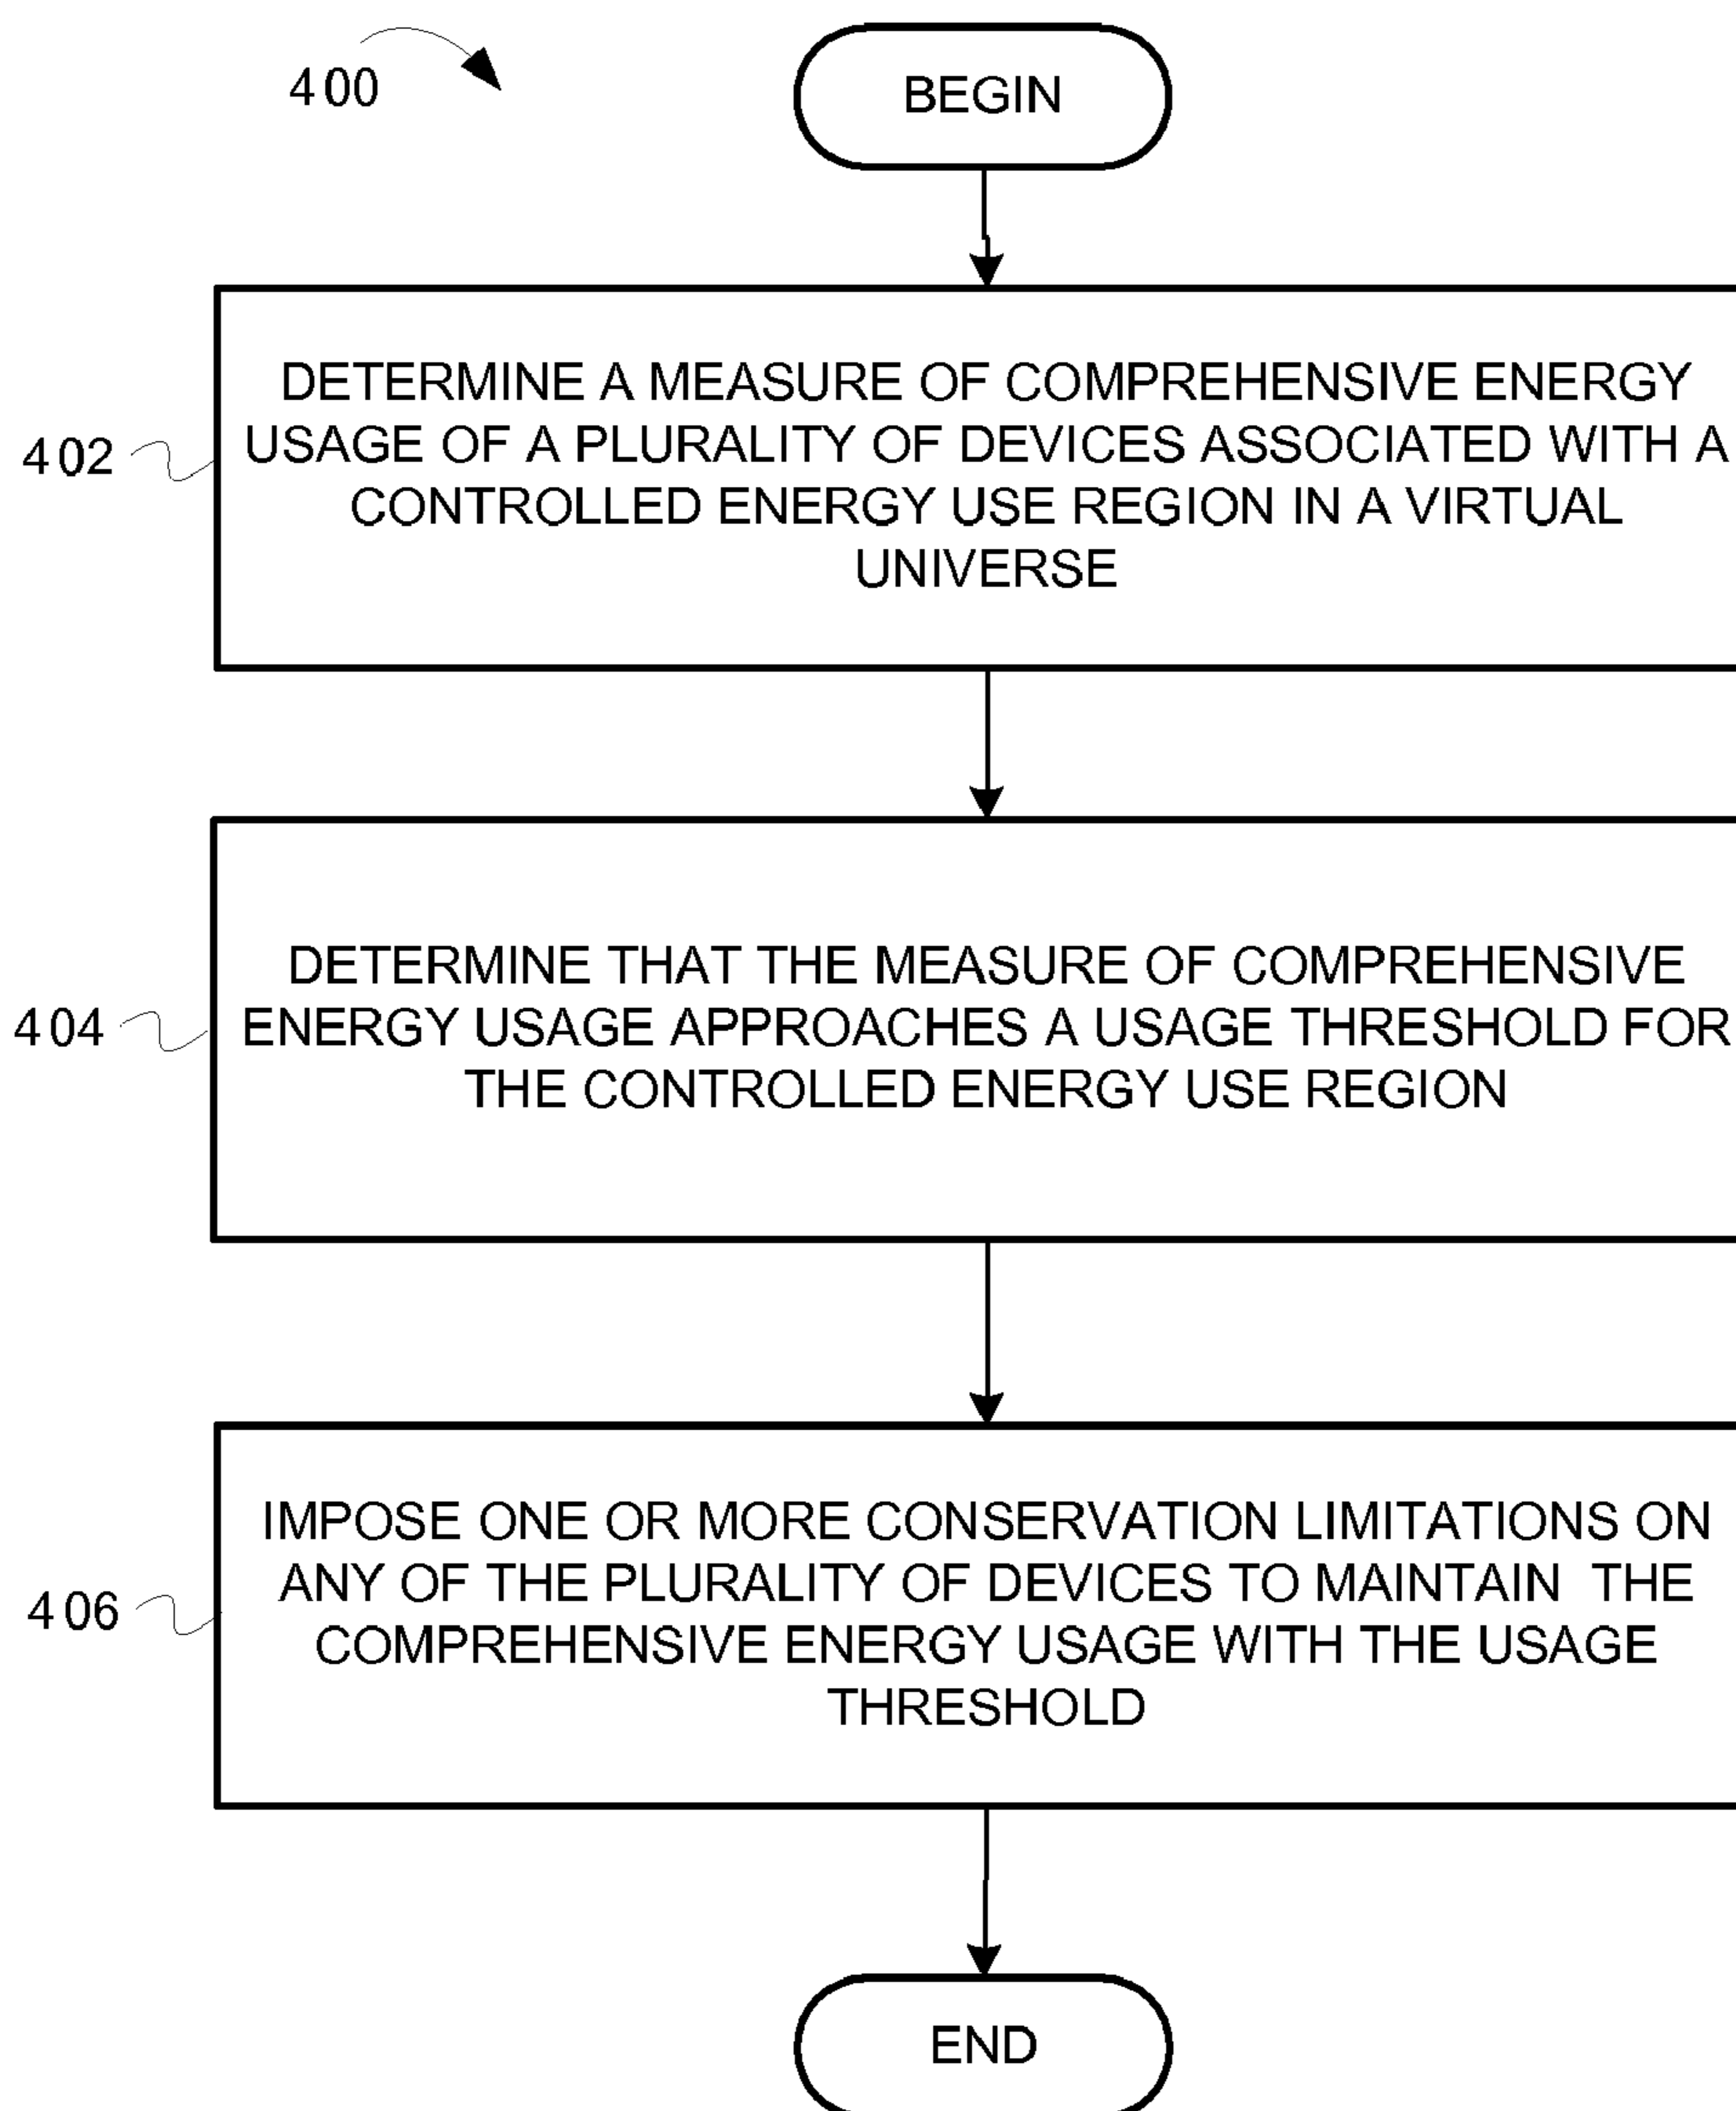 400
BEGIN
402
DETERMINE A MEASURE OF COMPREHENSIVE ENERGY
USAGE OF A PLURALITY OF DEVICES ASSOCIATED WITH A
CONTROLLED ENERGY USE REGION IN A VIRTUAL
UNIVERSE
404
DETERMINE THAT THE MEASURE OF COMPREHENSIVE
ENERGY USAGE APPROACHES A USAGE THRESHOLD FOR
THE CONTROLLED ENERGY USE REGION
406
IMPOSE ONE OR MORE CONSERVATION LIMITATIONS ON
ANY OF THE PLURALITY OF DEVICES TO MAINTAIN THE
COMPREHENSIVE ENERGY USAGE WITH THE USAGE
THRESHOLD
END